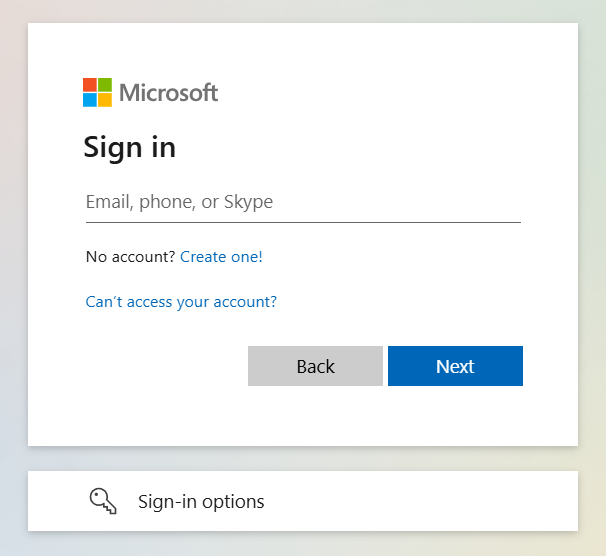 Microsoft
Sign in
Email, phone, or Skype
No account? Create one!
Can't access your account?
Back
Next
Sign-in options